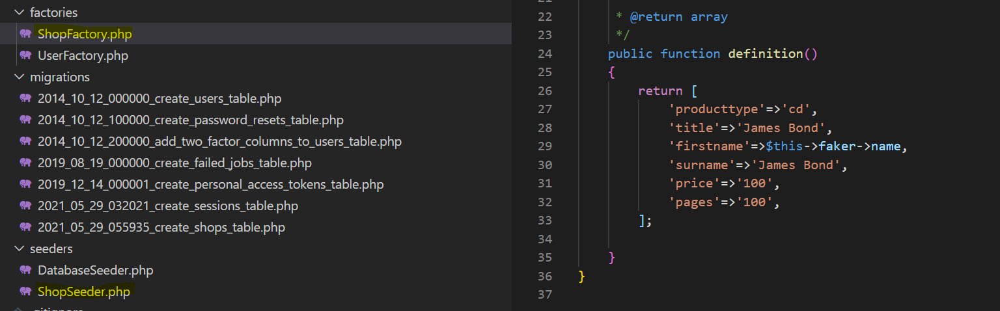 factories
ShopFactory.php
UserFactory.php
migrations
2014_10_12_000000_create_users_table.php
2014_10_12_100000_create_password_resets_table.php
2014_10_12_200000_add_two_factor_columns_to_users_table.php
2019_08_19_000000_create_failed_jobs_table.php
2019_12_14_000001_create_personal_access_tokens_table.php
2021_05_29_032021_create_sessions_table.php
2021_05_29_055935_create_shops_table.php
seeders
DatabaseSeeder.php
ShopSeeder.php
.gitignore
21
22 * @return array
23 */
24 public function definition()
25 {
26 return [
27 'producttype'=>'cd',
28 'title'=>'James Bond',
29 'firstname'=>$this->faker->name,
30 'surname'=>'James Bond',
31 'price'=>'100',
32 'pages'=>'100',
33 ];
34
35 }
36 }
37